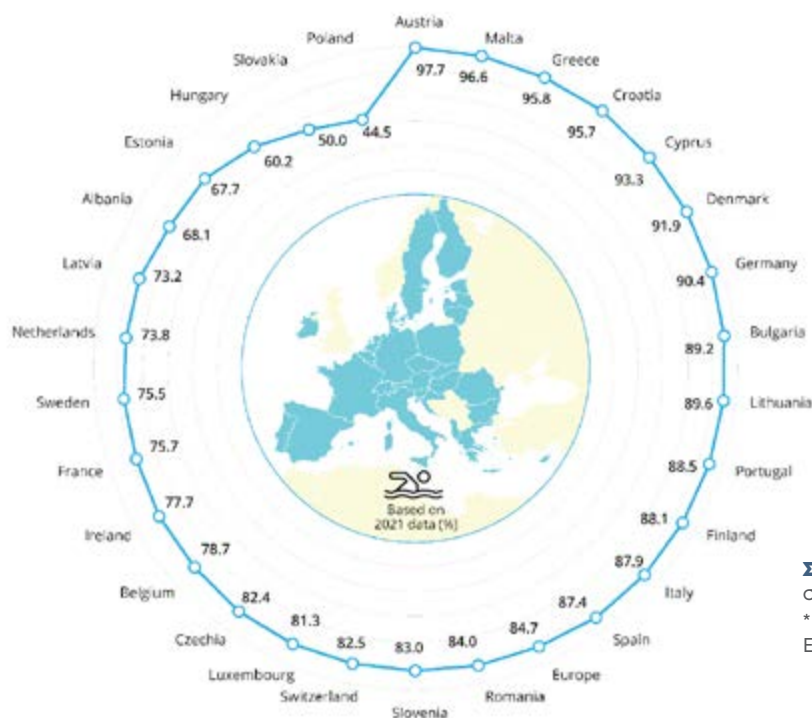 Austria
97.7
Malta
96.6
Greece
95.8
Croatia
95.7
Cyprus
93.3
Denmark
91.9
Germany
90.4
Bulgaria
89.2
Lithuania
89.6
Portugal
88.5
Finland
88.1
Italy
87.9
Spain
87.4
Europe
84.7
Romania
84.0
Slovenia
83.0
Switzerland
82.5
Luxembourg
81.3
Czechia
82.4
Belgium
78.7
Ireland
77.7
France
75.7
Sweden
75.5
Netherlands
73.8
Latvia
73.2
Albania
68.1
Estonia
67.7
Hungary
60.2
Slovakia
50.0
Poland
44.5
Based on
2021 data (%)
*